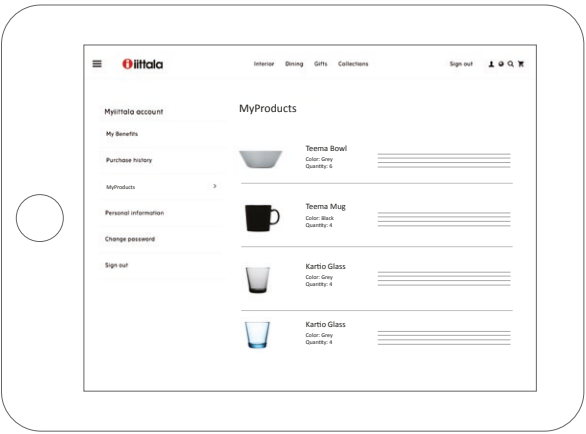 iittala
Interior Dining Gifts Collections
Sign out
MyIittala account
My Benefits
Purchase history
MyProducts
Personal information
Change password
Sign out
MyProducts
Teema Bowl
Color: Grey
Quantity: 6
Teema Mug
Color: Black
Quantity: 4
Kartio Glass
Color: Grey
Quantity: 4
Kartio Glass
Color: Grey
Quantity: 4